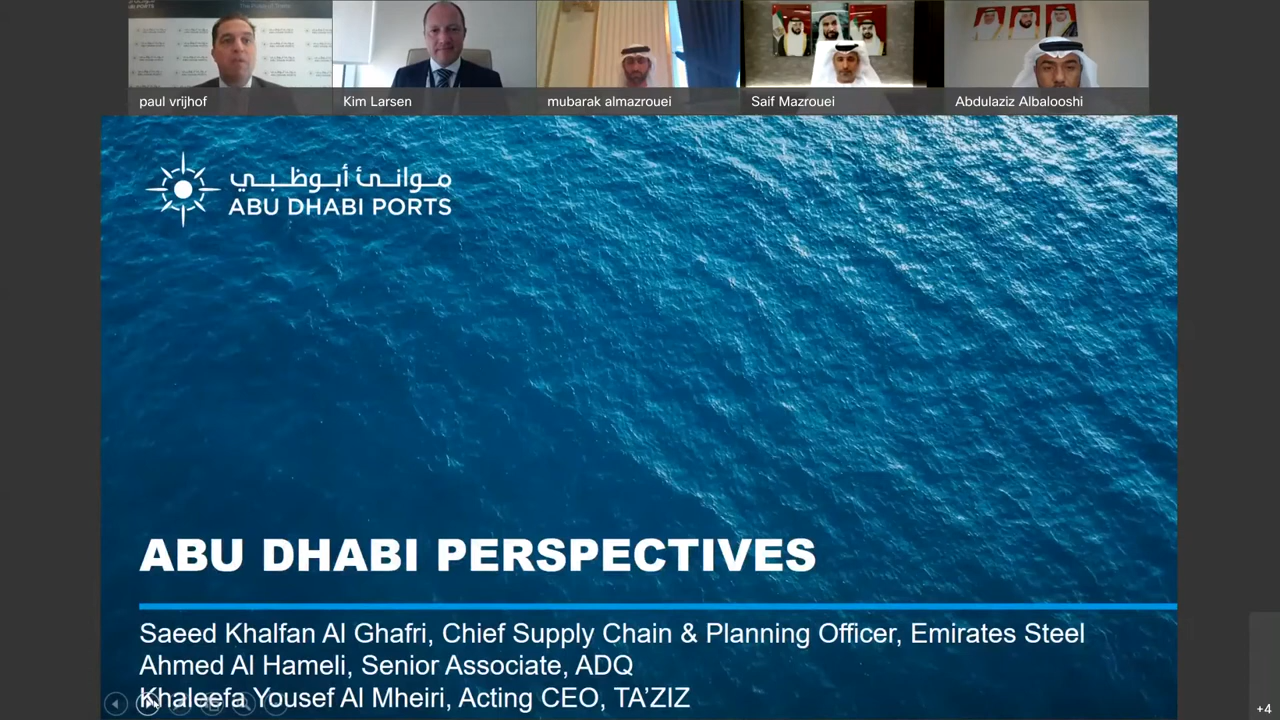 paul vrijhof
Kim Larsen
mubarak almazrouei
Saif Mazrouei
Abdulaziz Albalooshi
موانئ أبوظبي
ABU DHABI PORTS
ABU DHABI PERSPECTIVES
Saeed Khalfan Al Ghafri, Chief Supply Chain & Planning Officer, Emirates Steel
Ahmed Al Hameli, Senior Associate, ADQ
Khaleefa Yousef Al Mheiri, Acting CEO, TA’ZIZ
+4